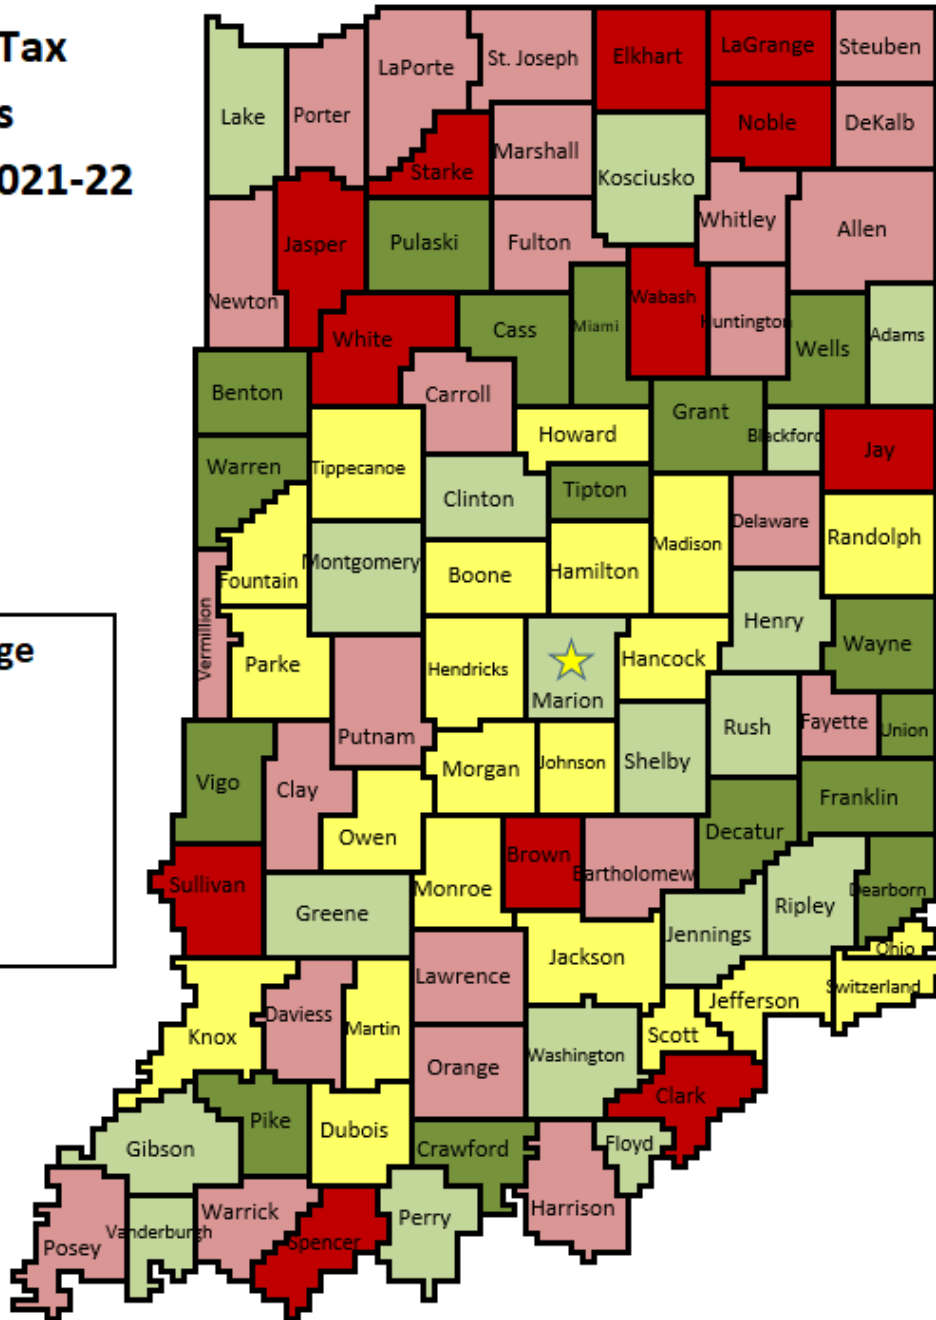 Tax
s
021-22
ge
LaPorte
St. Joseph
Elkhart
LaGrange
Steuben
Lake
Porter
Noble
DeKalb
Starke
Marshall
Kosciusko
Whitley
Allen
Jasper
Pulaski
Fulton
Newton
White
Cass
Miami
Wabash
Huntington
Wells
Adams
Benton
Carroll
Grant
Blackford
Jay
Howard
Warren
Tippecanoe
Clinton
Tipton
Delaware
Randolph
Madison
Montgomery
Fountain
Boone
Hamilton
Henry
Vermillion
Parke
Hendricks
Marion
Hancock
Wayne
Putnam
Rush
Fayette
Union
Vigo
Clay
Morgan
Johnson
Shelby
Franklin
Owen
Decatur
Sullivan
Monroe
Brown
Bartholomew
Greene
Ripley
Dearborn
Jennings
Ohio
Lawrence
Jackson
Switzerland
Jefferson
Knox
Daviess
Martin
Scott
Washington
Orange
Clark
Pike
Dubois
Gibson
Crawford
Floyd
Harrison
Warrick
Perry
Vanderburgh
Posey
Spencer